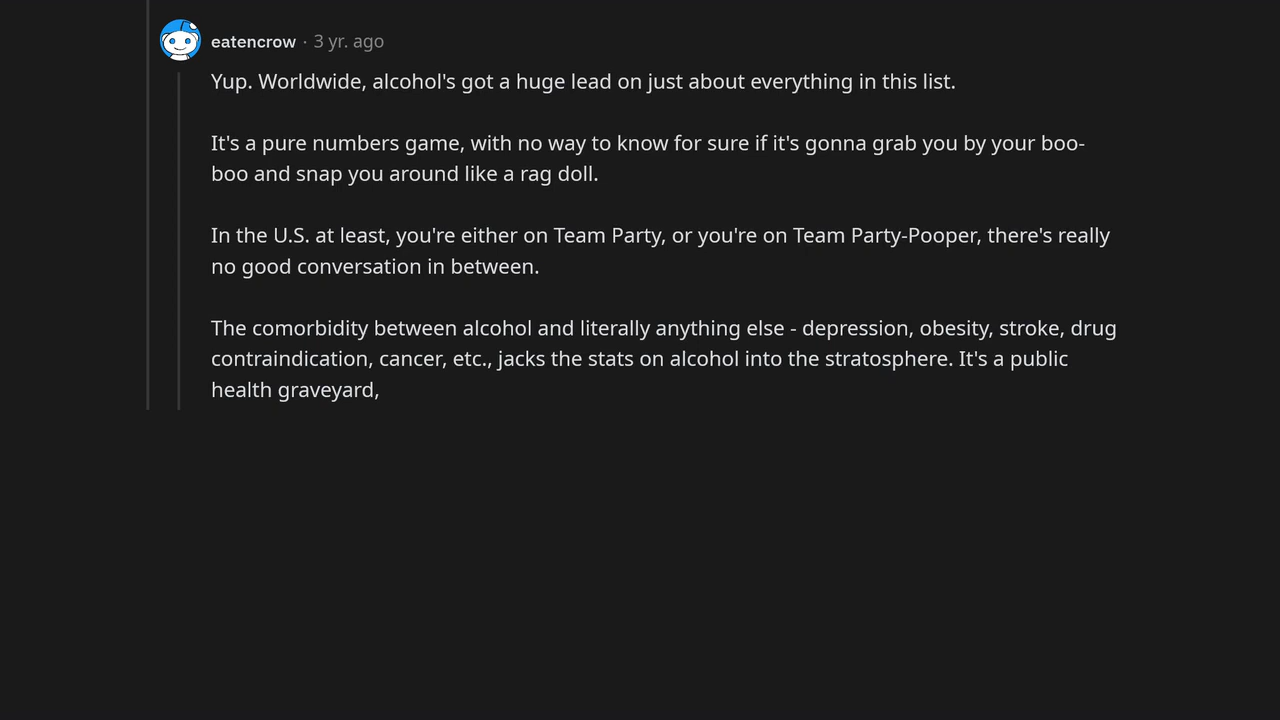 eatencrow · 3 yr. ago
Yup. Worldwide, alcohol's got a huge lead on just about everything in this list.
It's a pure numbers game, with no way to know for sure if it's gonna grab you by your boo-
boo and snap you around like a rag doll.
In the U.S. at least, you're either on Team Party, or you're on Team Party-Pooper, there's really
no good conversation in between.
The comorbidity between alcohol and literally anything else - depression, obesity, stroke, drug
contraindication, cancer, etc., jacks the stats on alcohol into the stratosphere. It's a public
health graveyard,